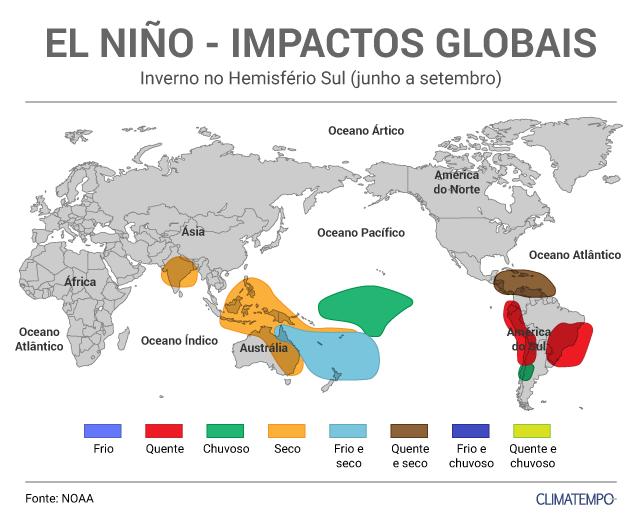 EL NIÑO - IMPACTOS GLOBAIS
Inverno no Hemisfério Sul (junho a setembro)
Oceano Ártico
América
do Norte
Ásia
Oceano Pacífico
Oceano Atlântico
África
Oceano
Atlântico
Oceano Índico
Austrália
América
do Sul
Frio
Quente
Chuvoso
Seco
Frio e
seco
Quente
e seco
Frio e
chuvoso
Quente e
chuvoso
Fonte: NOAA
CLIMATEMPO